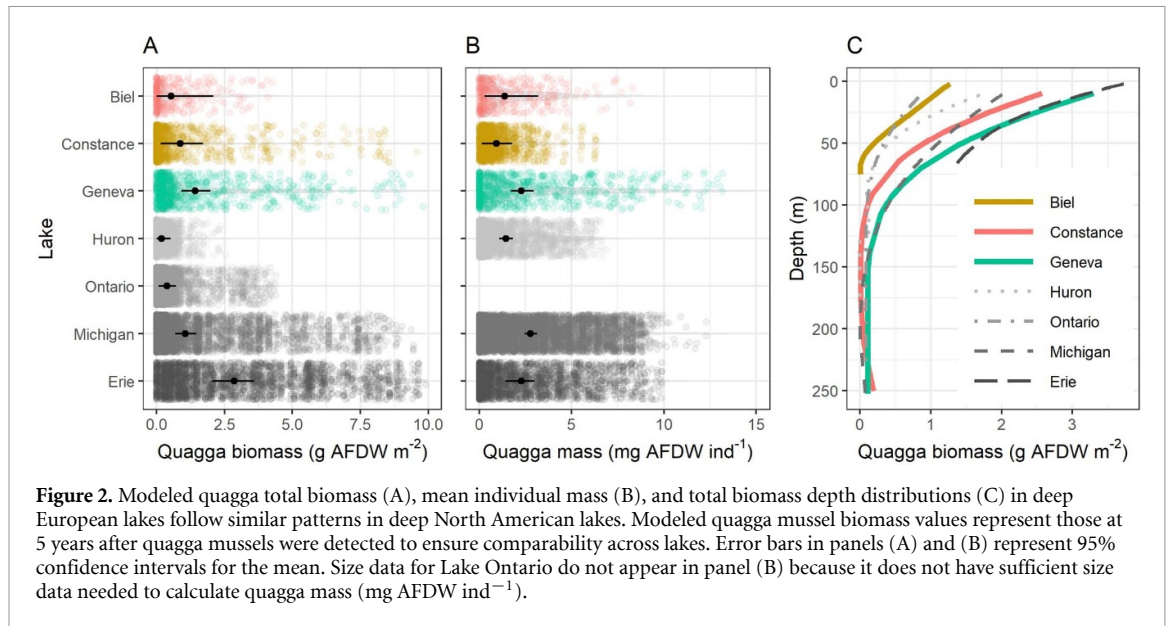 A
B
C
Lake
Biel
Constance
Geneva
Huron
Ontario
Michigan
Erie
0.0 2.5 5.0 7.5 10.0
Quagga biomass (g AFDW m⁻²)
0 5 10 15
Quagga mass (mg AFDW ind⁻¹)
Depth (m)
0
50
100
150
200
250
Biel
Constance
Geneva
Huron
Ontario
Michigan
Erie
0 1 2 3
Quagga biomass (g AFDW m⁻²)
Figure 2. Modeled quagga total biomass (A), mean individual mass (B), and total biomass depth distributions (C) in deep
European lakes follow similar patterns in deep North American lakes. Modeled quagga mussel biomass values represent those at
5 years after quagga mussels were detected to ensure comparability across lakes. Error bars in panels (A) and (B) represent 95%
confidence intervals for the mean. Size data for Lake Ontario do not appear in panel (B) because it does not have sufficient size
data needed to calculate quagga mass (mg AFDW ind⁻¹).